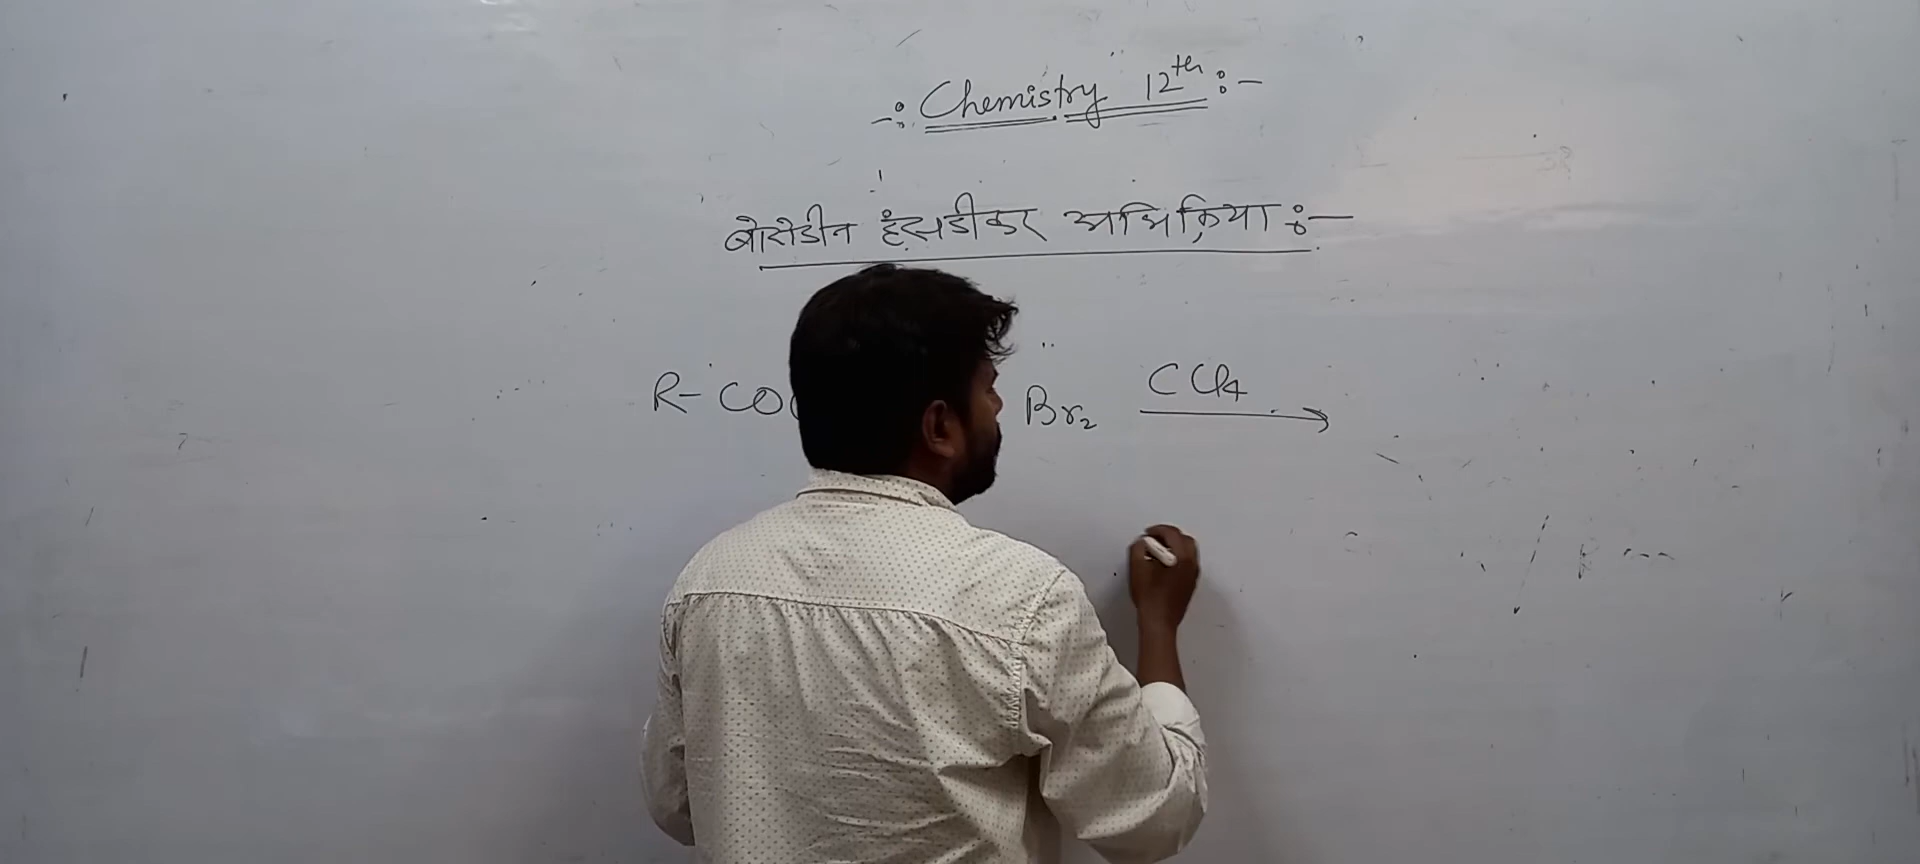 -: Chemistry 12th :-
बोरोडीन हंसडीकर अभिक्रिया :-
R- CO Br₂ CCl₄ →